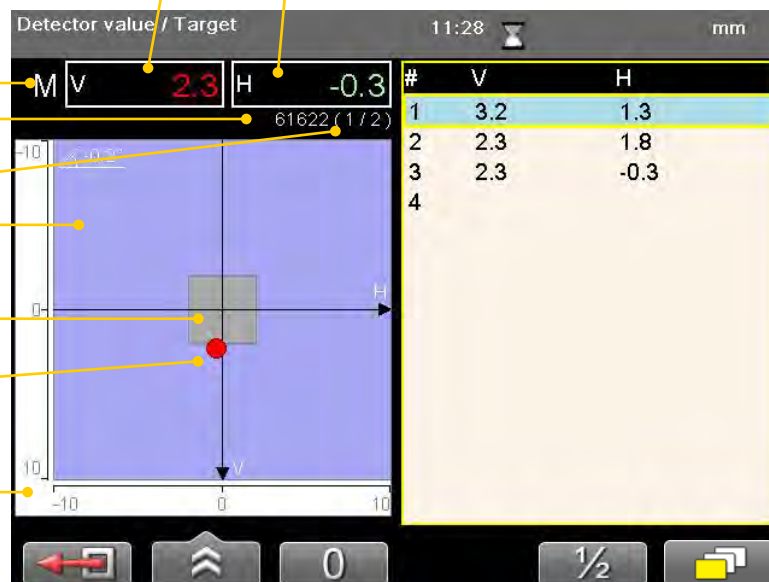 Detector value / Target 11:28 mm
M V 2.3 H -0.3
61622 ( 1 / 2 )
# V H
1 3.2 1.3
2 2.3 1.8
3 2.3 -0.3
4
-10
-0.2°
0
H
10
V
-10 0 10
0 ½